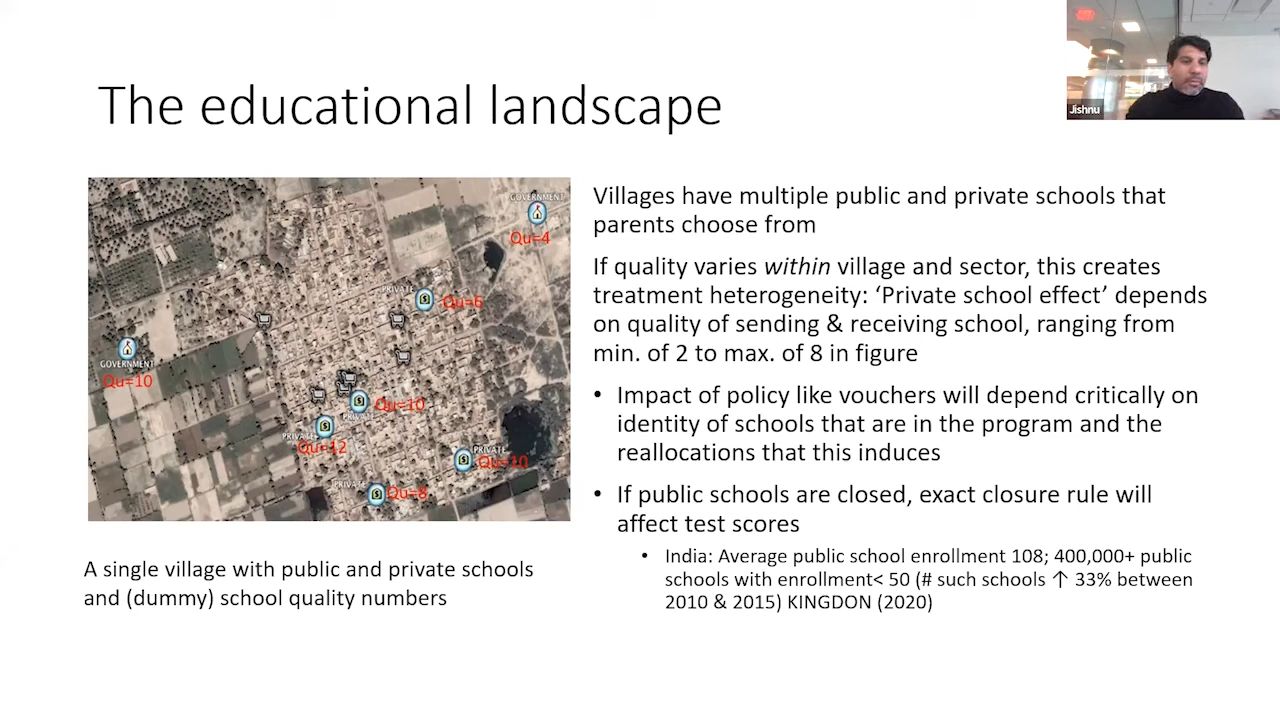 Jishnu
The educational landscape
GOVERNMENT
Qu=4
PRIVATE
Qu=6
GOVERNMENT
Qu=10
Qu=10
PRIVATE
PRIVATE
Qu=12
PRIVATE
Qu=10
PRIVATE
Qu=8
A single village with public and private schools
and (dummy) school quality numbers
Villages have multiple public and private schools that
parents choose from
If quality varies within village and sector, this creates
treatment heterogeneity: ‘Private school effect’ depends
on quality of sending & receiving school, ranging from
min. of 2 to max. of 8 in figure
• Impact of policy like vouchers will depend critically on
identity of schools that are in the program and the
reallocations that this induces
• If public schools are closed, exact closure rule will
affect test scores
• India: Average public school enrollment 108; 400,000+ public
schools with enrollment< 50 (# such schools ↑ 33% between
2010 & 2015) KINGDON (2020)